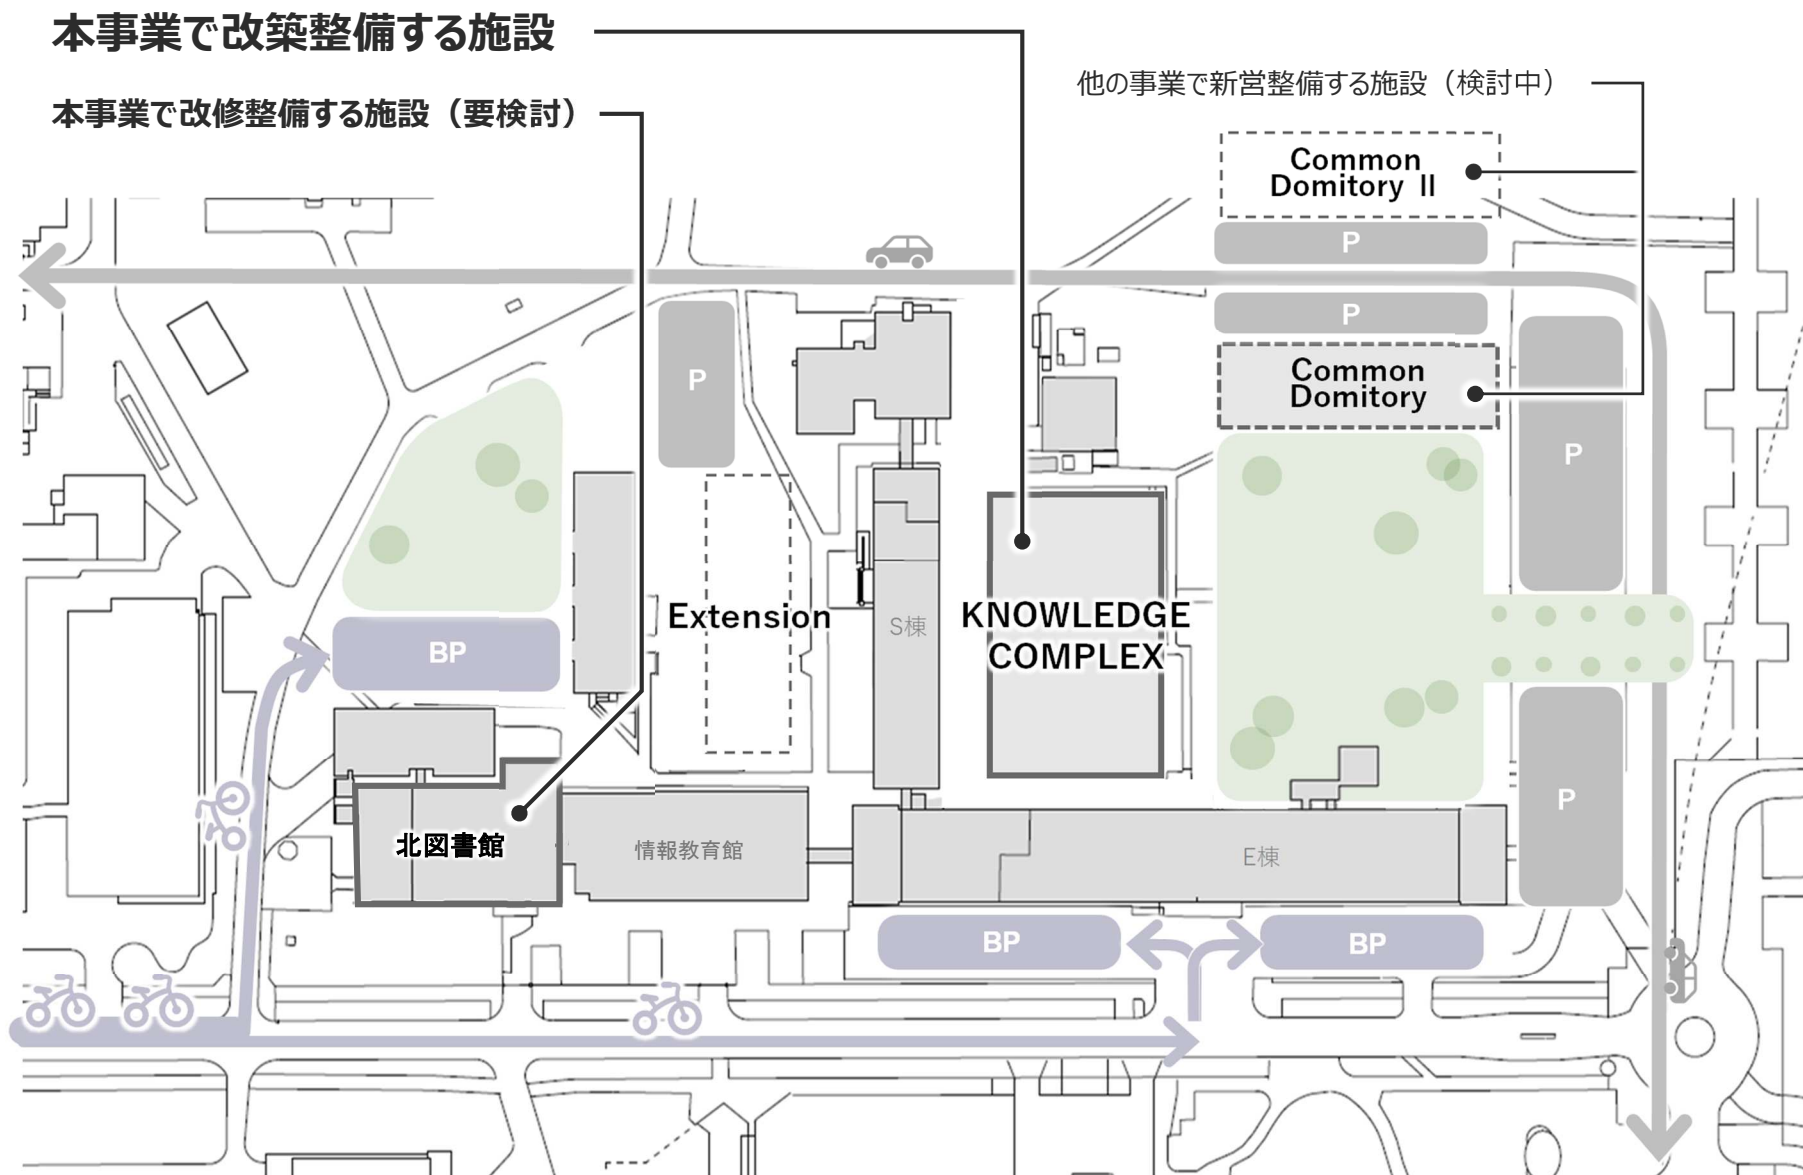 本事業で改築整備する施設
他の事業で新営整備する施設（検討中）
本事業で改修整備する施設（要検討）
Common
Domitory II
P
P
Common
Domitory
P
P
Extension
S棟
KNOWLEDGE
COMPLEX
BP
P
北図書館
情報教育館
E棟
BP
BP